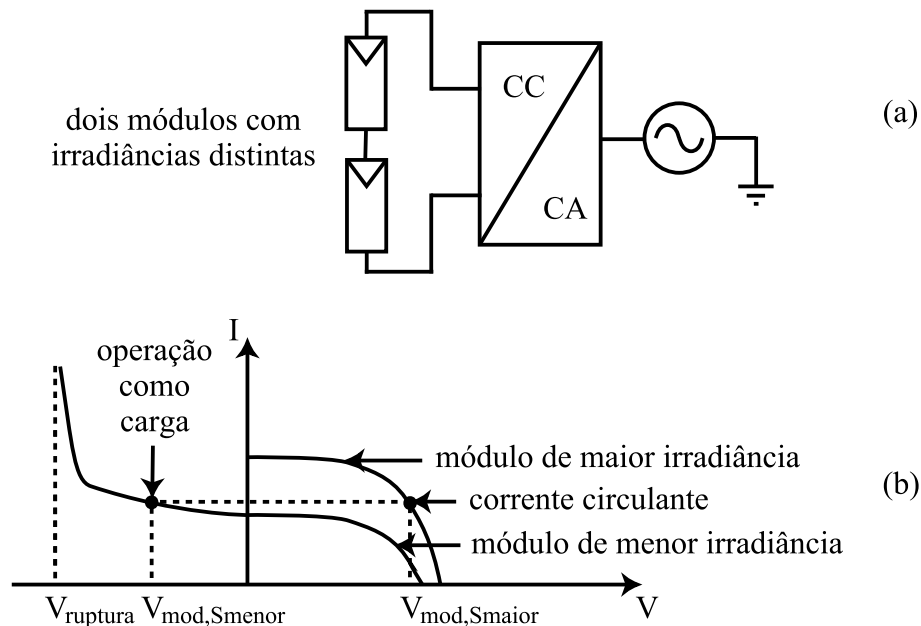 dois módulos com
irradiâncias distintas
CC
CA
(a)
operação
como
carga
I
módulo de maior irradiância
corrente circulante
módulo de menor irradiância
(b)
Vruptura
Vmod,Smenor
Vmod,Smaior
V